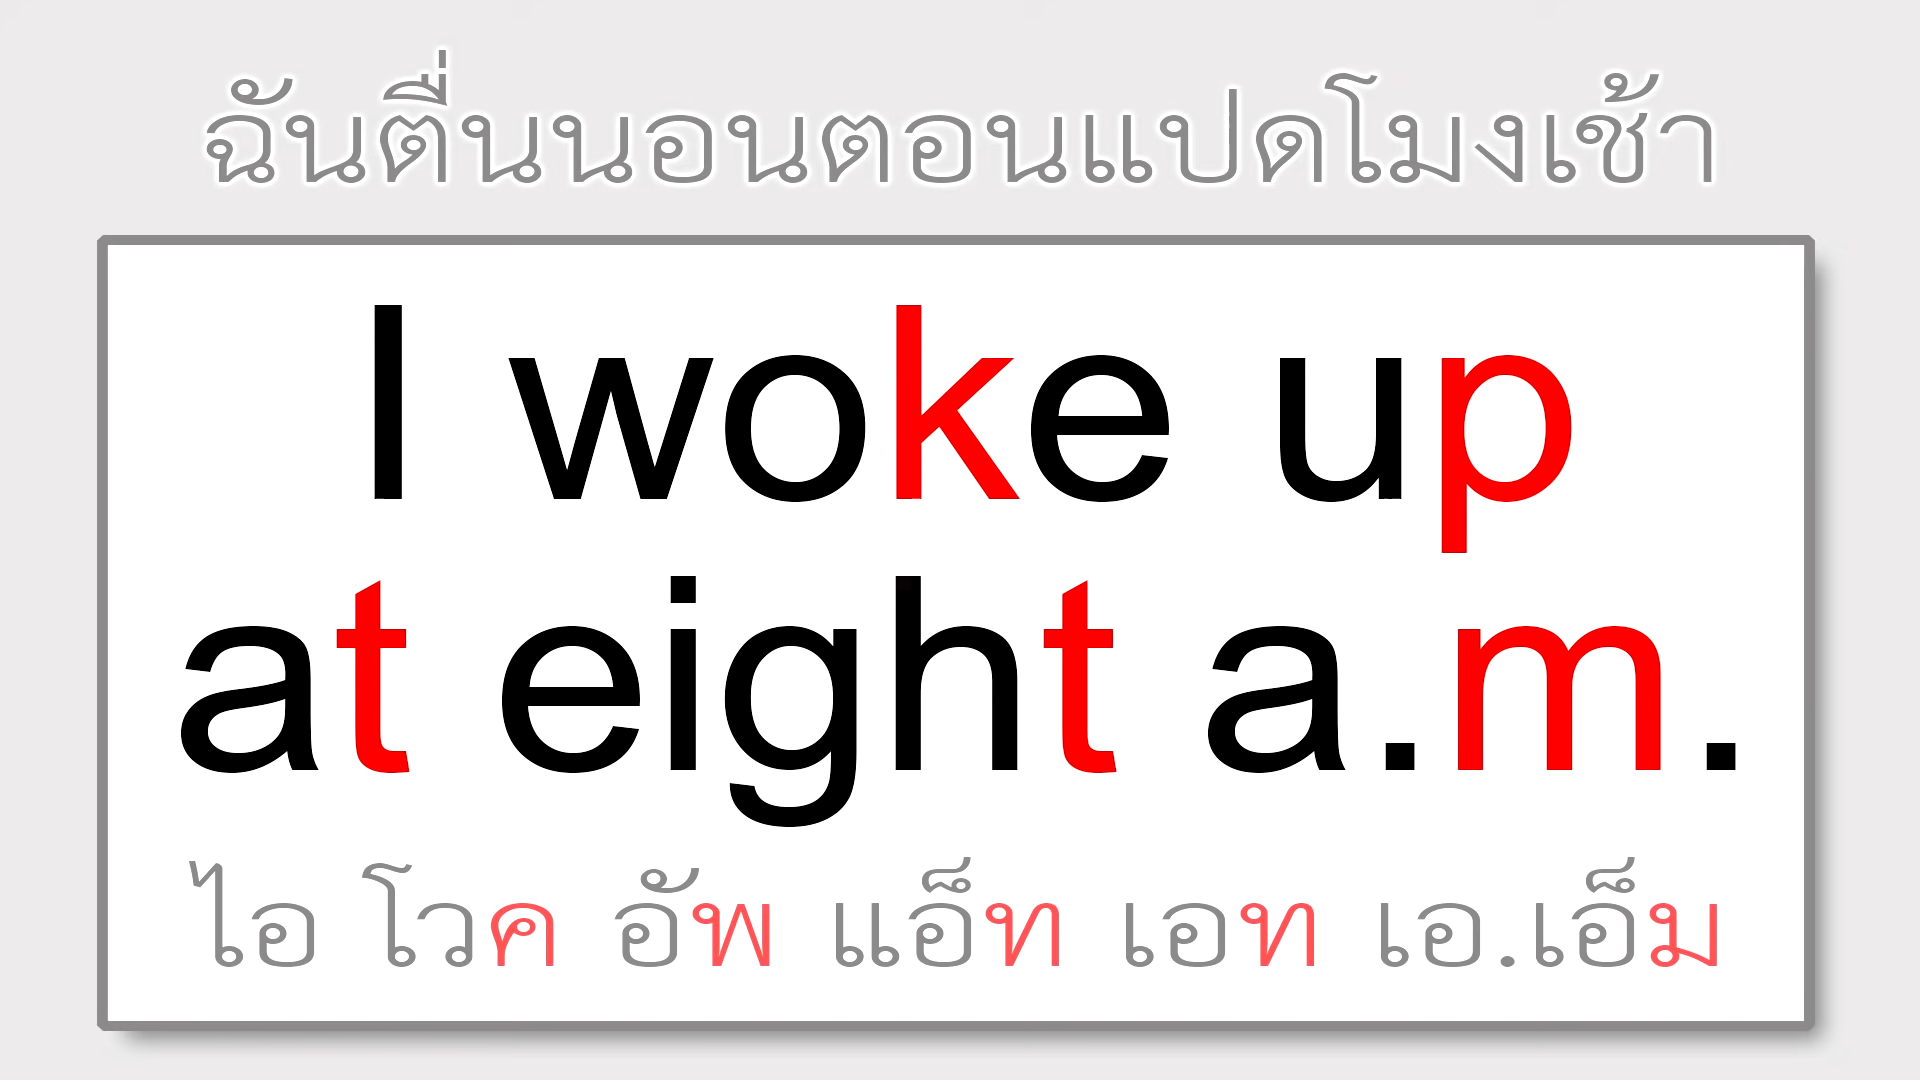 ฉันตื่นนอนตอนแปดโมงเช้า
I woke up
at eight a.m.
ไอ โวค อัพ แอ็ท เอท เอ.เอ็ม